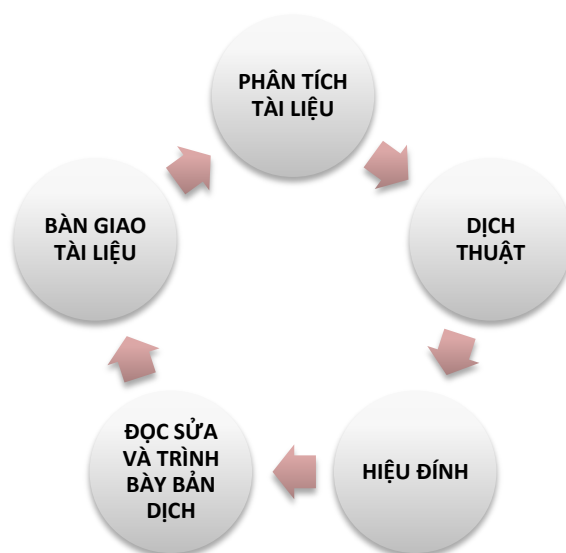 PHÂN TÍCH
TÀI LIỆU
DỊCH
THUẬT
HIỆU ĐÍNH
ĐỌC SỬA
VÀ TRÌNH
BÀY BẢN
DỊCH
BÀN GIAO
TÀI LIỆU